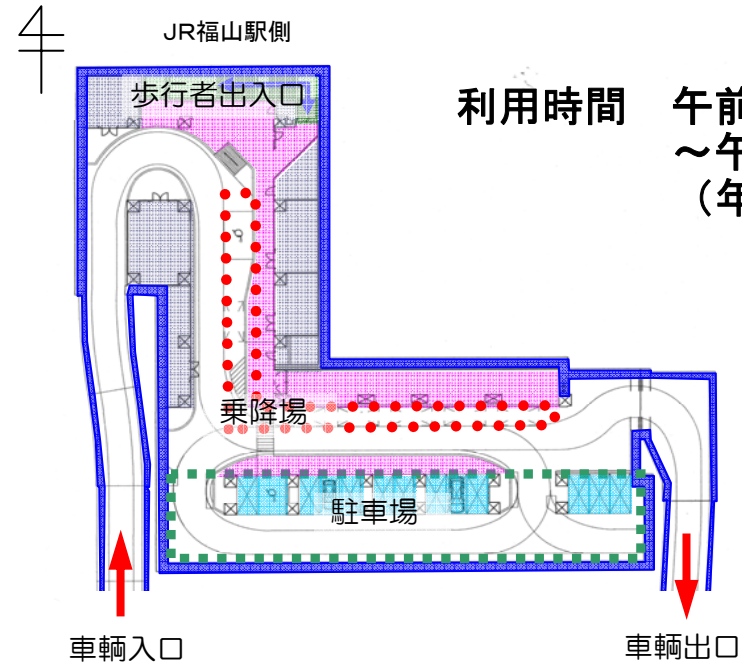 JR福山駅側
歩行者出入口
利用時間 午前
~午
(年
乗降場
駐車場
車輌入口
車輌出口